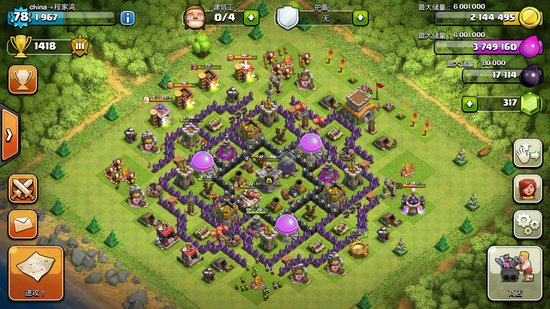 china→程家湾
78 1 967
1418
III
建筑工
0/4
护盾
无
最大储量: 6 001 000
2 144 495
最大储量: 6 001 000
3 749 160
最大储量: 80 000
17 114
317
进攻!
商店